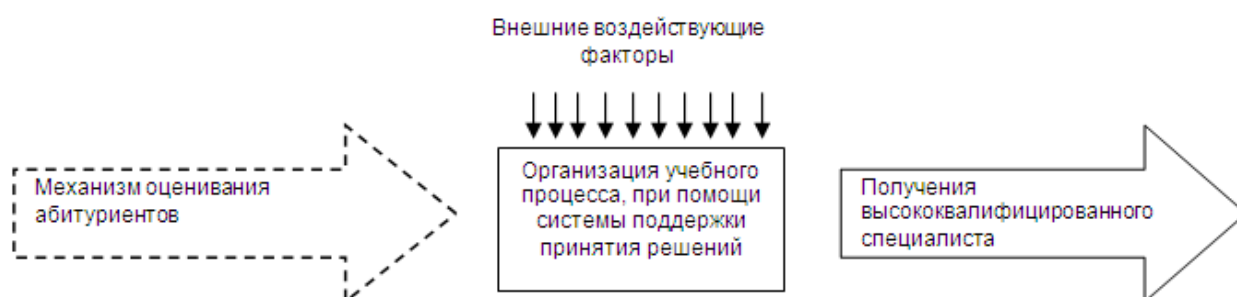 Внешние воздействующие
факторы
Механизм оценивания
абитуриентов
Организация учебного
процесса, при помощи
системы поддержки
принятия решений
Получения
высококвалифицированного
специалиста